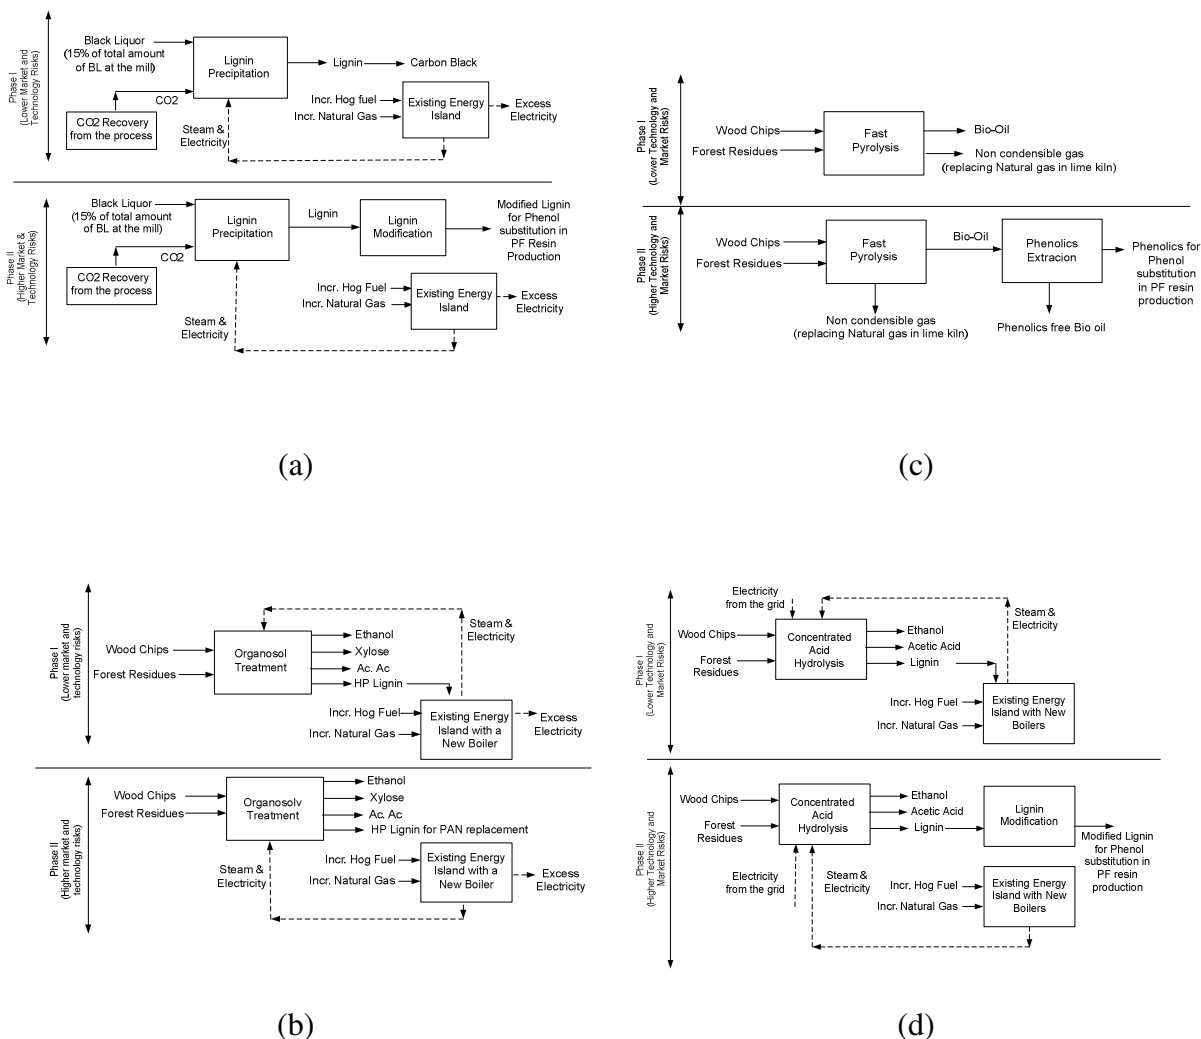 Phase I
(Lower Market and
Technology Risks)
Black Liquor
(15% of total amount
of BL at the mill)
CO2
CO2 Recovery
from the process
Lignin
Precipitation
Lignin
Carbon Black
Steam &
Electricity
Incr. Hog fuel
Incr. Natural Gas
Existing Energy
Island
Excess
Electricity
Phase II
(Higher Market &
Technology Risks)
Black Liquor
(15% of total amount
of BL at the mill)
CO2
CO2 Recovery
from the process
Lignin
Precipitation
Lignin
Lignin
Modification
Modified Lignin
for Phenol
substitution in
PF Resin
Production
Steam &
Electricity
Incr. Hog Fuel
Incr. Natural Gas
Existing Energy
Island
Excess
Electricity
(a)
Phase I
(Lower Technology and
Market Risks)
Wood Chips
Forest Residues
Fast
Pyrolysis
Bio-Oil
Non condensible gas
(replacing Natural gas in lime kiln)
Phase II
(Higher Technology and
Market Risks)
Wood Chips
Forest Residues
Fast
Pyrolysis
Bio-Oil
Phenolics
Extracion
Phenolics for
Phenol
substitution
in PF resin
production
Non condensible gas
(replacing Natural gas in lime kiln)
Phenolics free Bio oil
(c)
Phase I
(Lower market and
technology risks)
Wood Chips
Forest Residues
Organosol
Treatment
Ethanol
Xylose
Ac. Ac
HP Lignin
Steam &
Electricity
Incr. Hog Fuel
Incr. Natural Gas
Existing Energy
Island with a
New Boiler
Excess
Electricity
Phase II
(Higher market and
technology risks)
Wood Chips
Forest Residues
Organosolv
Treatment
Ethanol
Xylose
Ac. Ac
HP Lignin for PAN replacement
Steam &
Electricity
Incr. Hog Fuel
Incr. Natural Gas
Existing Energy
Island with a
New Boiler
Excess
Electricity
(b)
Phase I
(Lower Technology and
Market Risks)
Electricity
from the grid
Wood Chips
Forest
Residues
Concentrated
Acid
Hydrolysis
Ethanol
Acetic Acid
Lignin
Steam &
Electricity
Incr. Hog Fuel
Incr. Natural Gas
Existing Energy
Island with New
Boilers
Phase II
(Higher Technology and
Market Risks)
Wood Chips
Forest
Residues
Concentrated
Acid
Hydrolysis
Ethanol
Acetic Acid
Lignin
Lignin
Modification
Modified Lignin
for Phenol
substitution in
PF resin
production
Electricity
from the grid
Steam &
Electricity
Incr. Hog Fuel
Incr. Natural Gas
Existing Energy
Island with New
Boilers
(d)